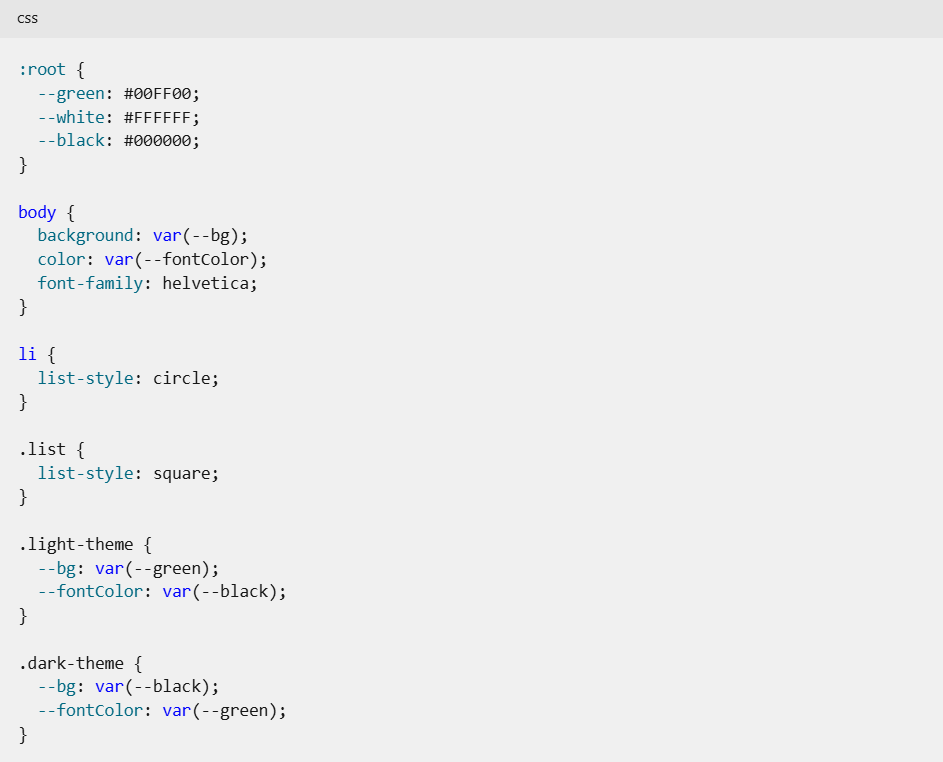 css
:root {
  --green: #00FF00;
  --white: #FFFFFF;
  --black: #000000;
}
body {
  background: var(--bg);
  color: var(--fontColor);
  font-family: helvetica;
}
li {
  list-style: circle;
}
.list {
  list-style: square;
}
.light-theme {
  --bg: var(--green);
  --fontColor: var(--black);
}
.dark-theme {
  --bg: var(--black);
  --fontColor: var(--green);
}